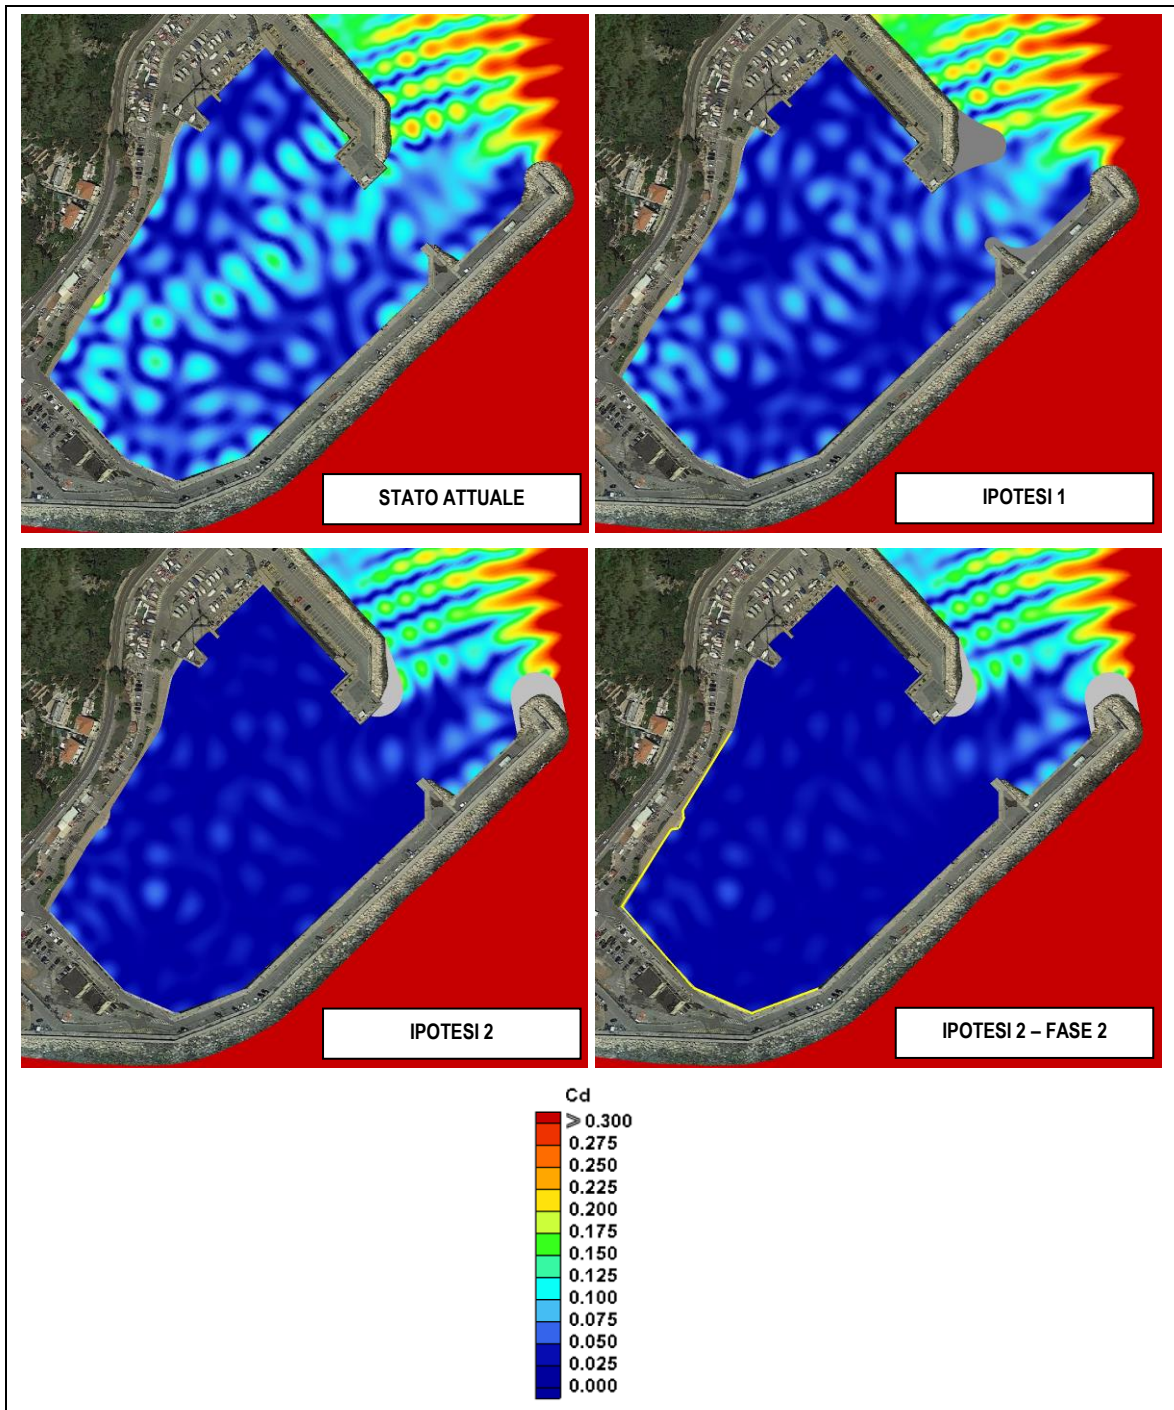 STATO ATTUALE
IPOTESI 1
IPOTESI 2
IPOTESI 2 – FASE 2
Cd
⩾ 0.300
0.275
0.250
0.225
0.200
0.175
0.150
0.125
0.100
0.075
0.050
0.025
0.000